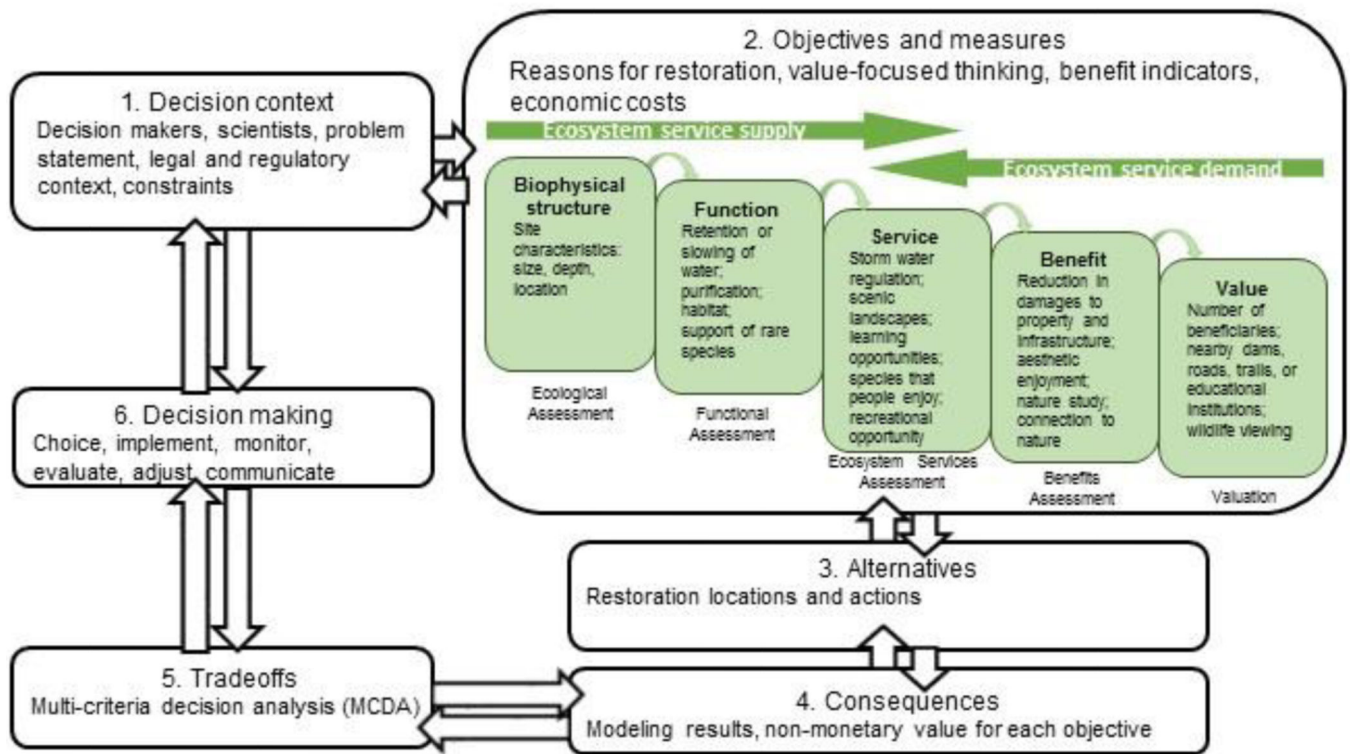 1. Decision context
Decision makers, scientists, problem
statement, legal and regulatory
context, constraints
2. Objectives and measures
Reasons for restoration, value-focused thinking, benefit indicators,
economic costs
Ecosystem service supply
Ecosystem service demand
Biophysical
structure
Site
characteristics:
size, depth,
location
Ecological
Assessment
Function
Retention or
slowing of
water;
purification;
habitat;
support of rare
species
Functional
Assessment
Service
Storm water
regulation;
scenic
landscapes;
learning
opportunities;
species that
people enjoy;
recreational
opportunity
Ecosystem Services
Assessment
Benefit
Reduction in
damages to
property and
infrastructure;
aesthetic
enjoyment;
nature study;
connection to
nature
Benefits
Assessment
Value
Number of
beneficiaries;
nearby dams,
roads, trails, or
educational
institutions;
wildlife viewing
Valuation
3. Alternatives
Restoration locations and actions
4. Consequences
Modeling results, non-monetary value for each objective
5. Tradeoffs
Multi-criteria decision analysis (MCDA)
6. Decision making
Choice, implement, monitor,
evaluate, adjust, communicate